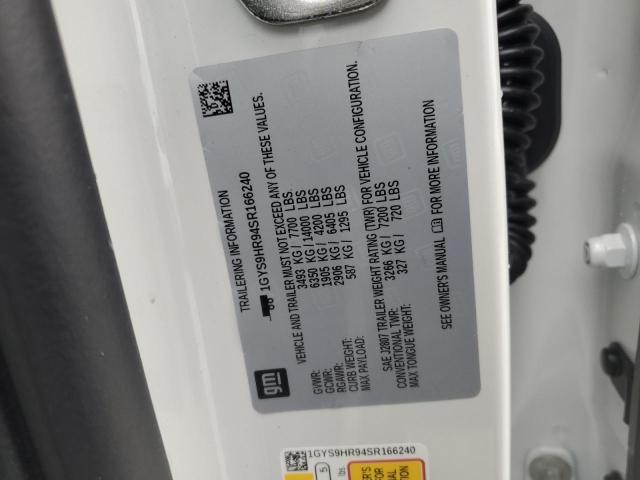 TRAILERING INFORMATION
1GYS9HR94SR166240
VEHICLE AND TRAILER MUST NOT EXCEED ANY OF THESE VALUES.
GVWR: 3493 KG / 7700 LBS
GCWR: 6350 KG / 14000 LBS
RGAWR: 1905 KG / 4200 LBS
CURB WEIGHT: 2906 KG / 6405 LBS
MAX PAYLOAD: 587 KG / 1295 LBS
SAE J2807 TRAILER WEIGHT RATING (TWR) FOR VEHICLE CONFIGURATION.
CONVENTIONAL TWR: 3266 KG / 7200 LBS
MAX TONGUE WEIGHT: 327 KG / 720 LBS
SEE OWNER'S MANUAL FOR MORE INFORMATION
gm
1GYS9HR94SR166240
5
lbs.